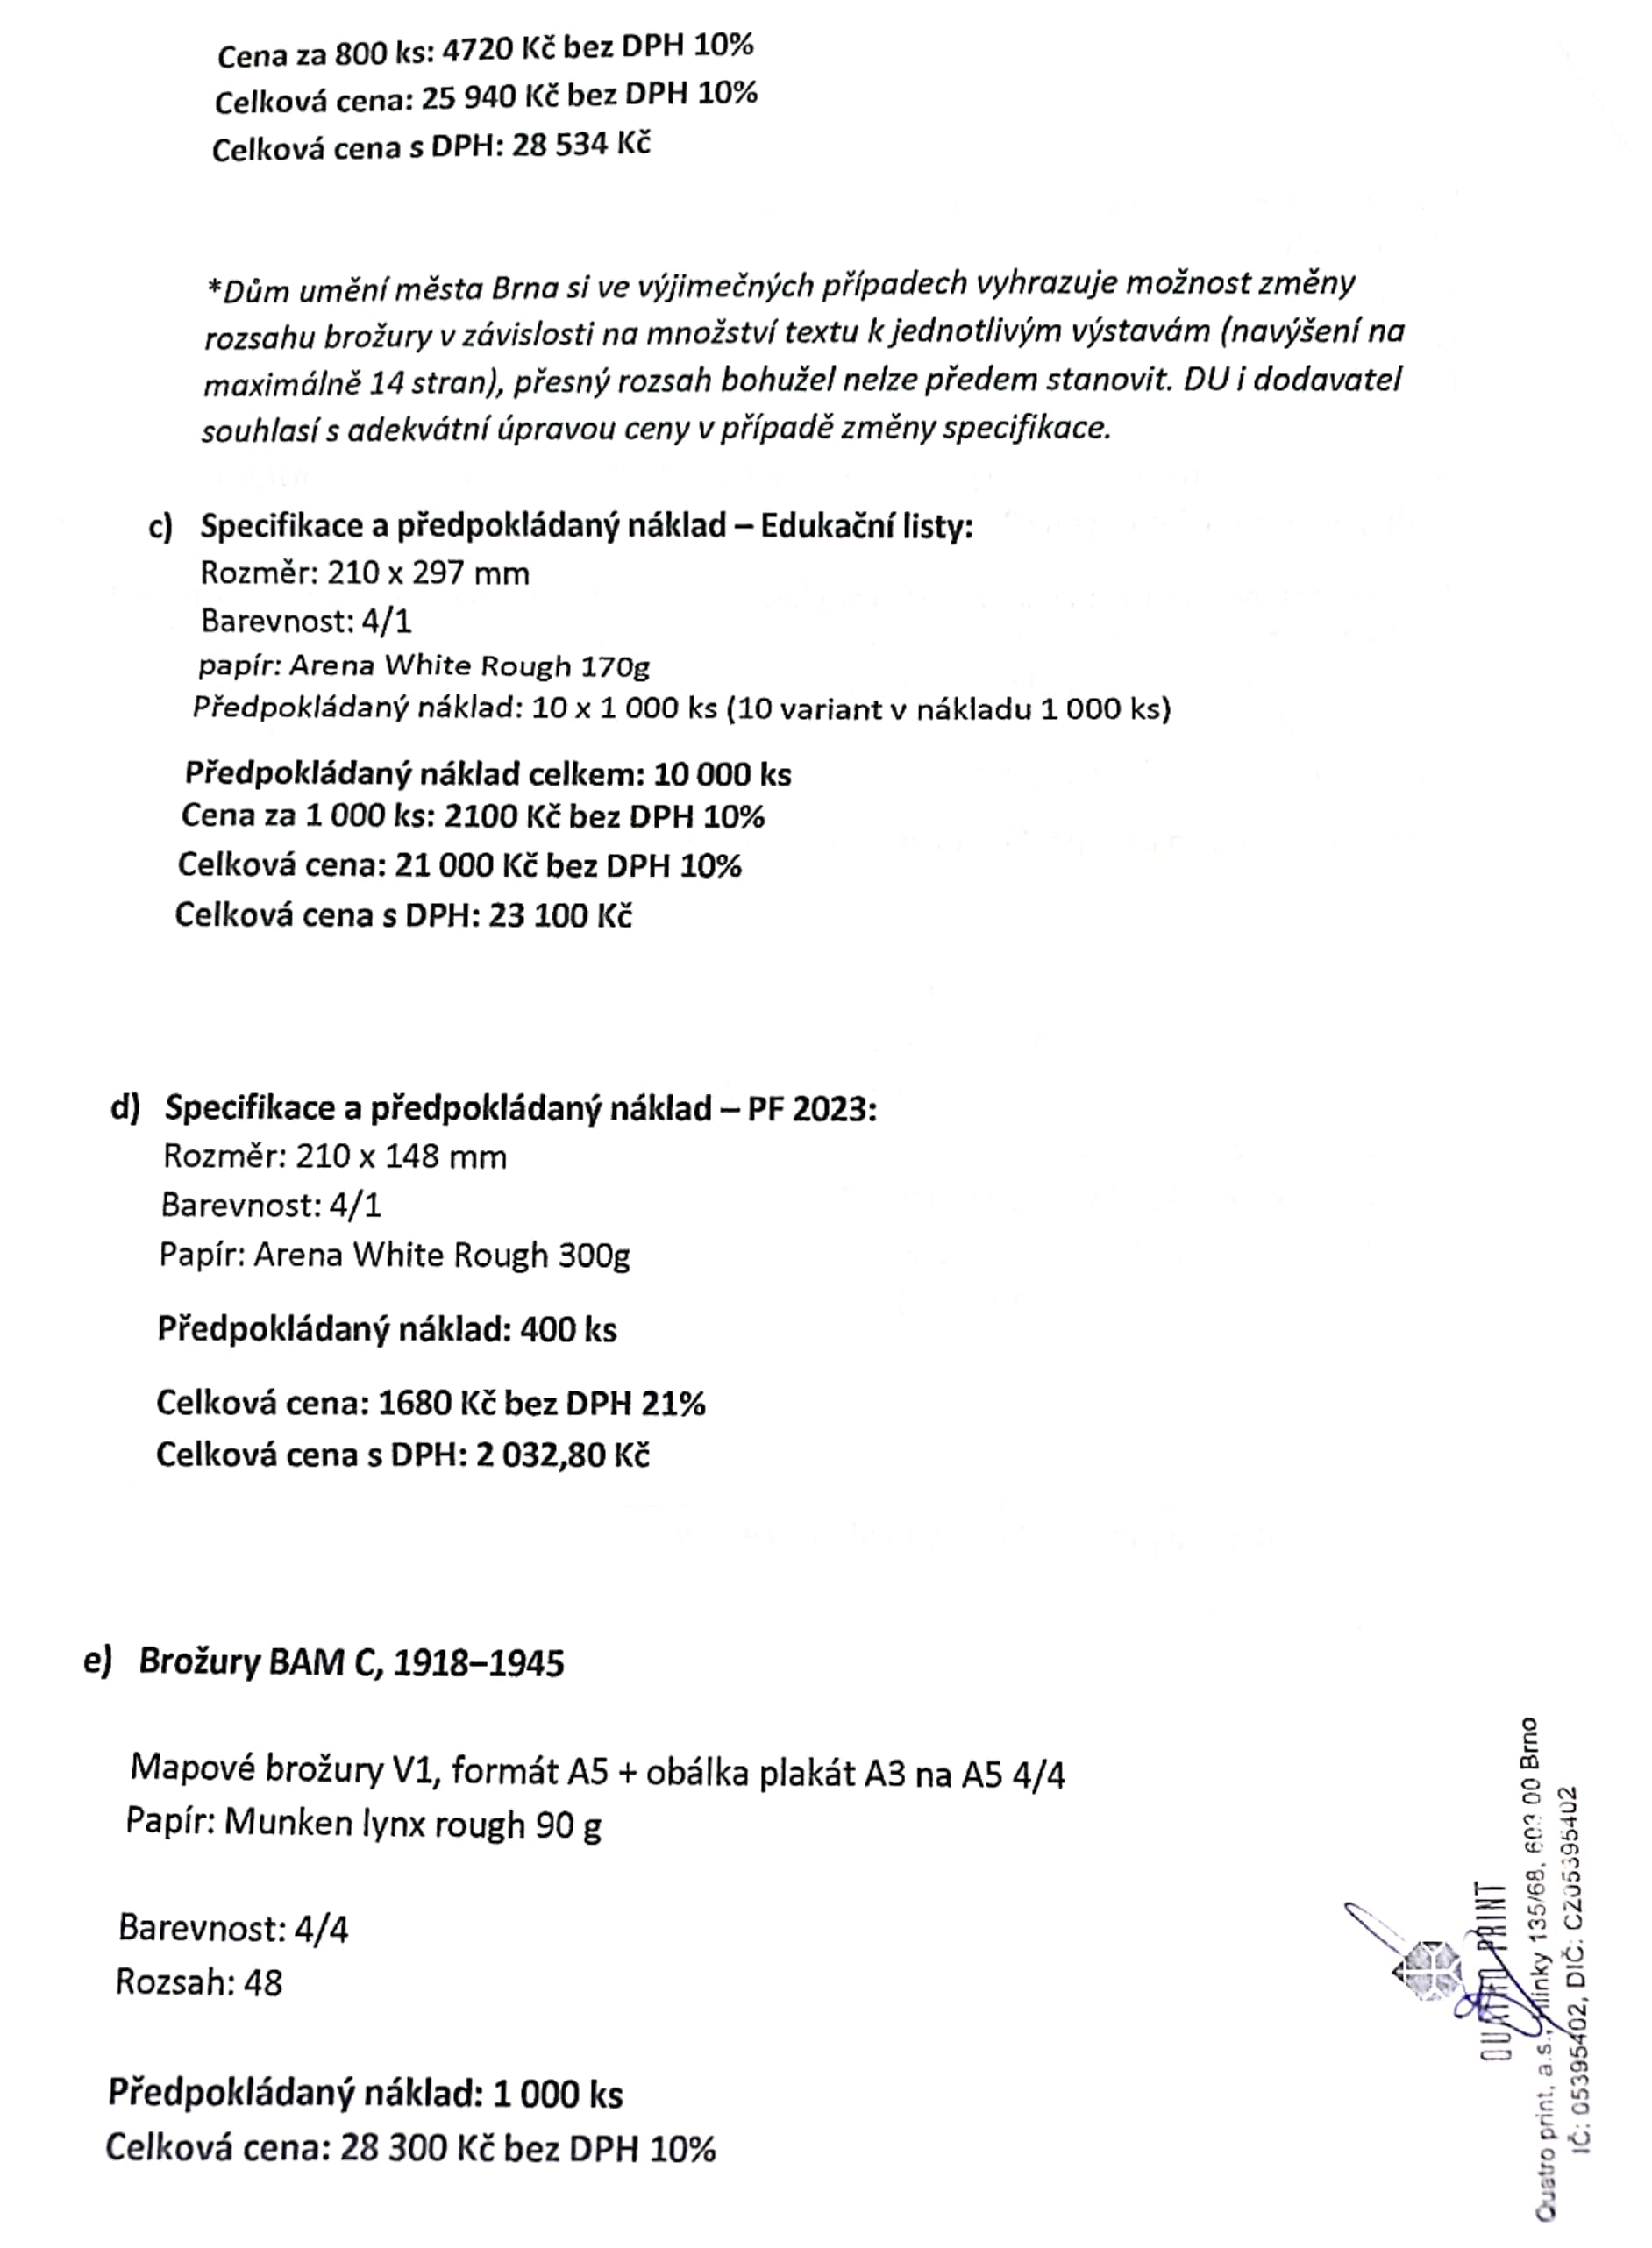 Cena za 800 ks: 4720 Kč bez DPH 10%
Celková cena: 25 940 Kč bez DPH 10%
Celková cena s DPH: 28 534 Kč
*Dům umění města Brna si ve výjimečných případech vyhrazuje možnost změny
rozsahu brožury v závislosti na množství textu k jednotlivým výstavám (navýšení na
maximálně 14 stran), přesný rozsah bohužel nelze předem stanovit. DU i dodavatel
souhlasí s adekvátní úpravou ceny v případě změny specifikace.
c) Specifikace a předpokládaný náklad – Edukační listy:
Rozměr: 210 x 297 mm
Barevnost: 4/1
papír: Arena White Rough 170g
Předpokládaný náklad: 10 x 1 000 ks (10 variant v nákladu 1 000 ks)
Předpokládaný náklad celkem: 10 000 ks
Cena za 1 000 ks: 2100 Kč bez DPH 10%
Celková cena: 21 000 Kč bez DPH 10%
Celková cena s DPH: 23 100 Kč
d) Specifikace a předpokládaný náklad – PF 2023:
Rozměr: 210 x 148 mm
Barevnost: 4/1
Papír: Arena White Rough 300g
Předpokládaný náklad: 400 ks
Celková cena: 1680 Kč bez DPH 21%
Celková cena s DPH: 2 032,80 Kč
e) Brožury BAM C, 1918–1945
Mapové brožury V1, formát A5 + obálka plakát A3 na A5 4/4
Papír: Munken lynx rough 90 g
Barevnost: 4/4
Rozsah: 48
Předpokládaný náklad: 1 000 ks
Celková cena: 28 300 Kč bez DPH 10%
QUATRO PRINT
Quatro print, a.s., Hlinky 135/68, 603 00 Brno
IČ: 05395402, DIČ: CZ05395402